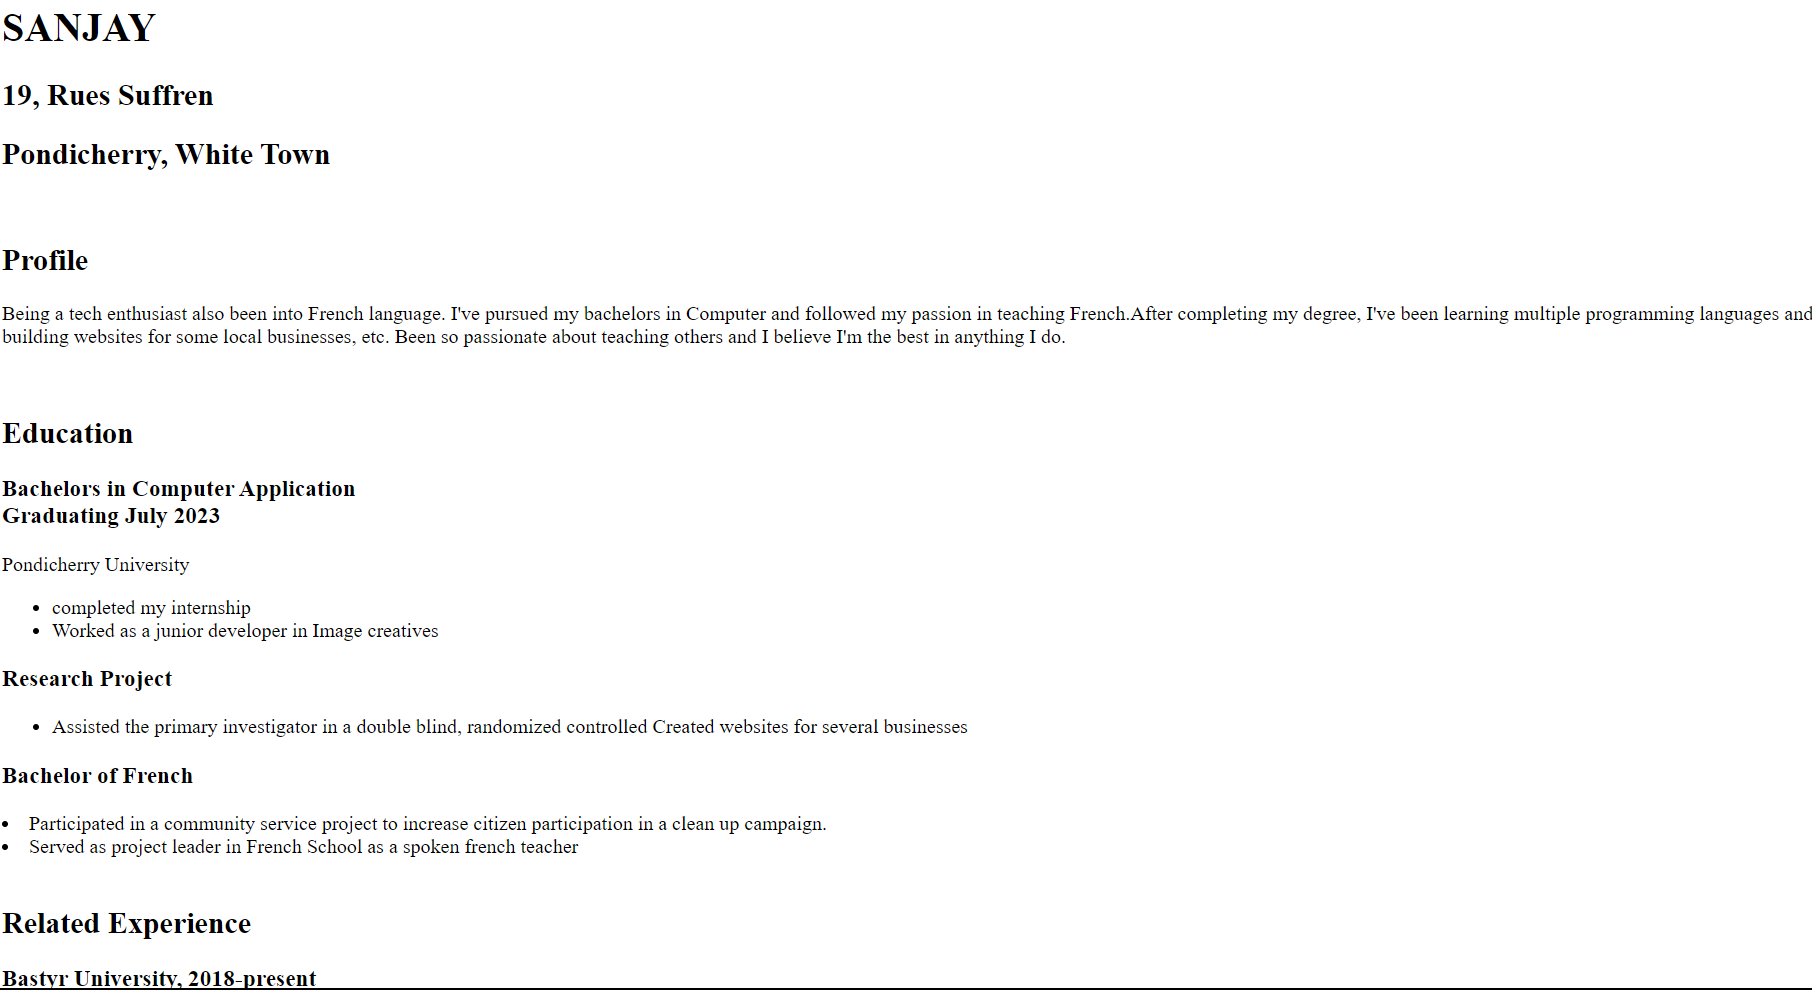 SANJAY
19, Rues Suffren
Pondicherry, White Town
Profile
Being a tech enthusiast also been into French language. I've pursued my bachelors in Computer and followed my passion in teaching French.After completing my degree, I've been learning multiple programming languages and
building websites for some local businesses, etc. Been so passionate about teaching others and I believe I'm the best in anything I do.
Education
Bachelors in Computer Application
Graduating July 2023
Pondicherry University
• completed my internship
• Worked as a junior developer in Image creatives
Research Project
• Assisted the primary investigator in a double blind, randomized controlled Created websites for several businesses
Bachelor of French
• Participated in a community service project to increase citizen participation in a clean up campaign.
• Served as project leader in French School as a spoken french teacher
Related Experience
Bastyr University, 2018-present